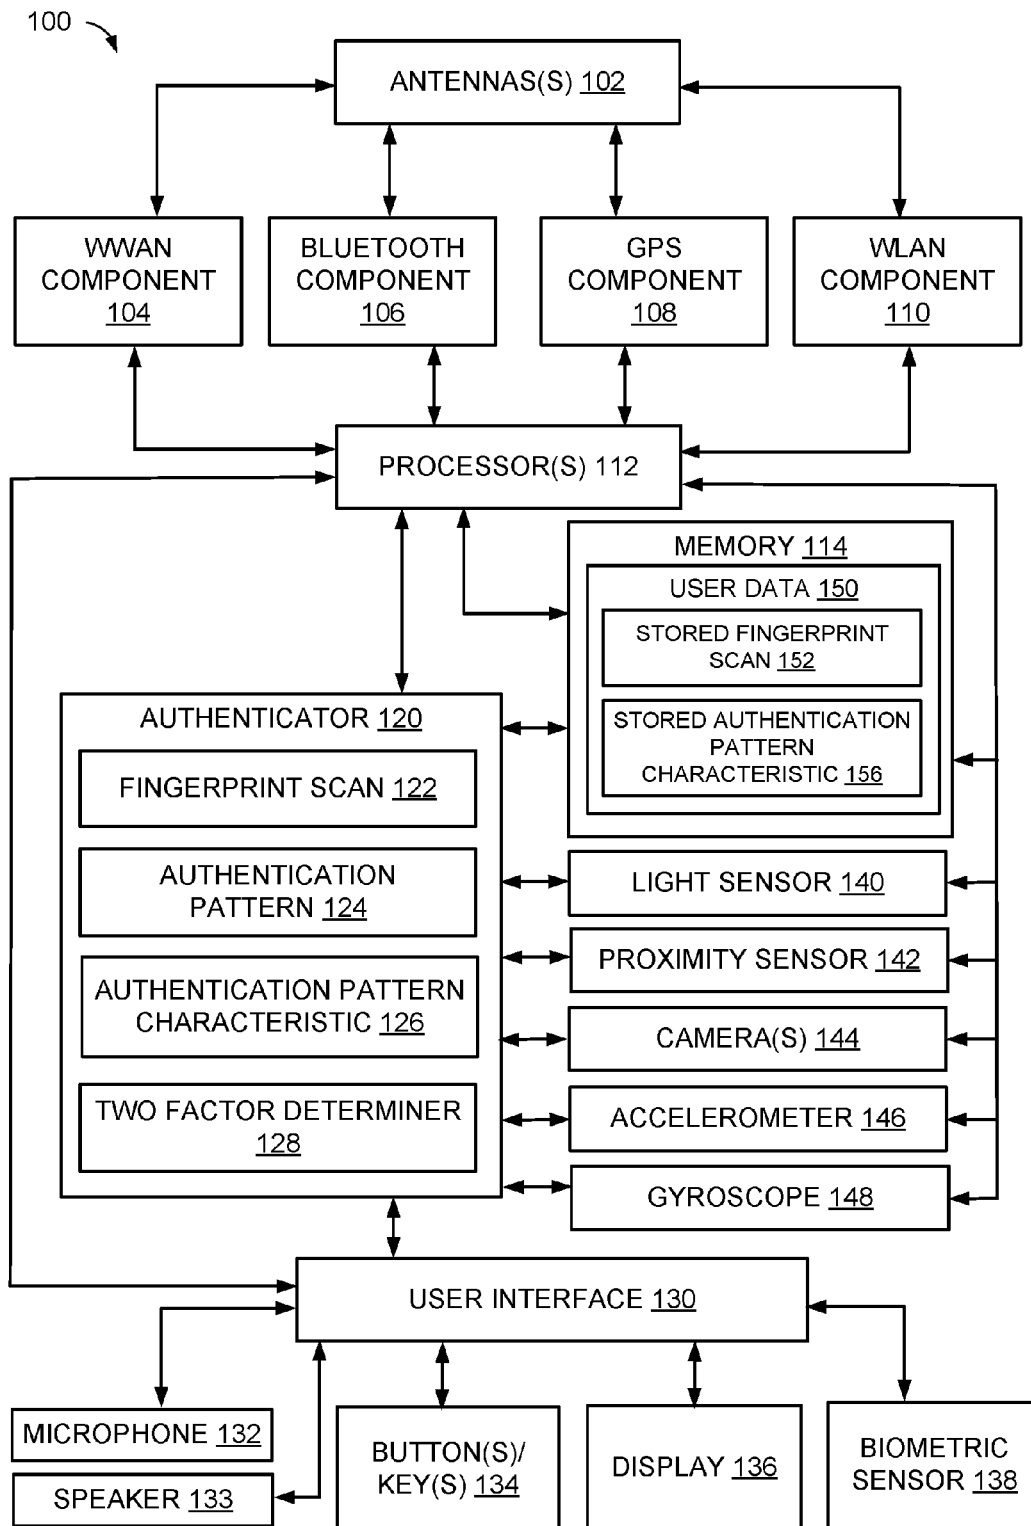 100
ANTENNAS(S) 102
WWAN
COMPONENT
104
BLUETOOTH
COMPONENT
106
GPS
COMPONENT
108
WLAN
COMPONENT
110
PROCESSOR(S) 112
MEMORY 114
USER DATA 150
STORED FINGERPRINT
SCAN 152
STORED AUTHENTICATION
PATTERN
CHARACTERISTIC 156
AUTHENTICATOR 120
FINGERPRINT SCAN 122
AUTHENTICATION
PATTERN 124
AUTHENTICATION PATTERN
CHARACTERISTIC 126
TWO FACTOR DETERMINER
128
LIGHT SENSOR 140
PROXIMITY SENSOR 142
CAMERA(S) 144
ACCELEROMETER 146
GYROSCOPE 148
USER INTERFACE 130
MICROPHONE 132
SPEAKER 133
BUTTON(S)/
KEY(S) 134
DISPLAY 136
BIOMETRIC
SENSOR 138